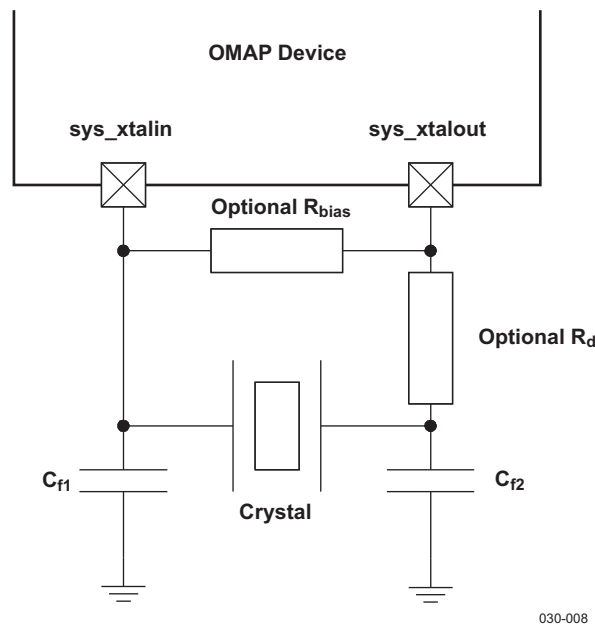 OMAP Device
sys_xtalin
sys_xtalout
Optional Rbias
Optional Rd
Cf1
Cf2
Crystal
030-008